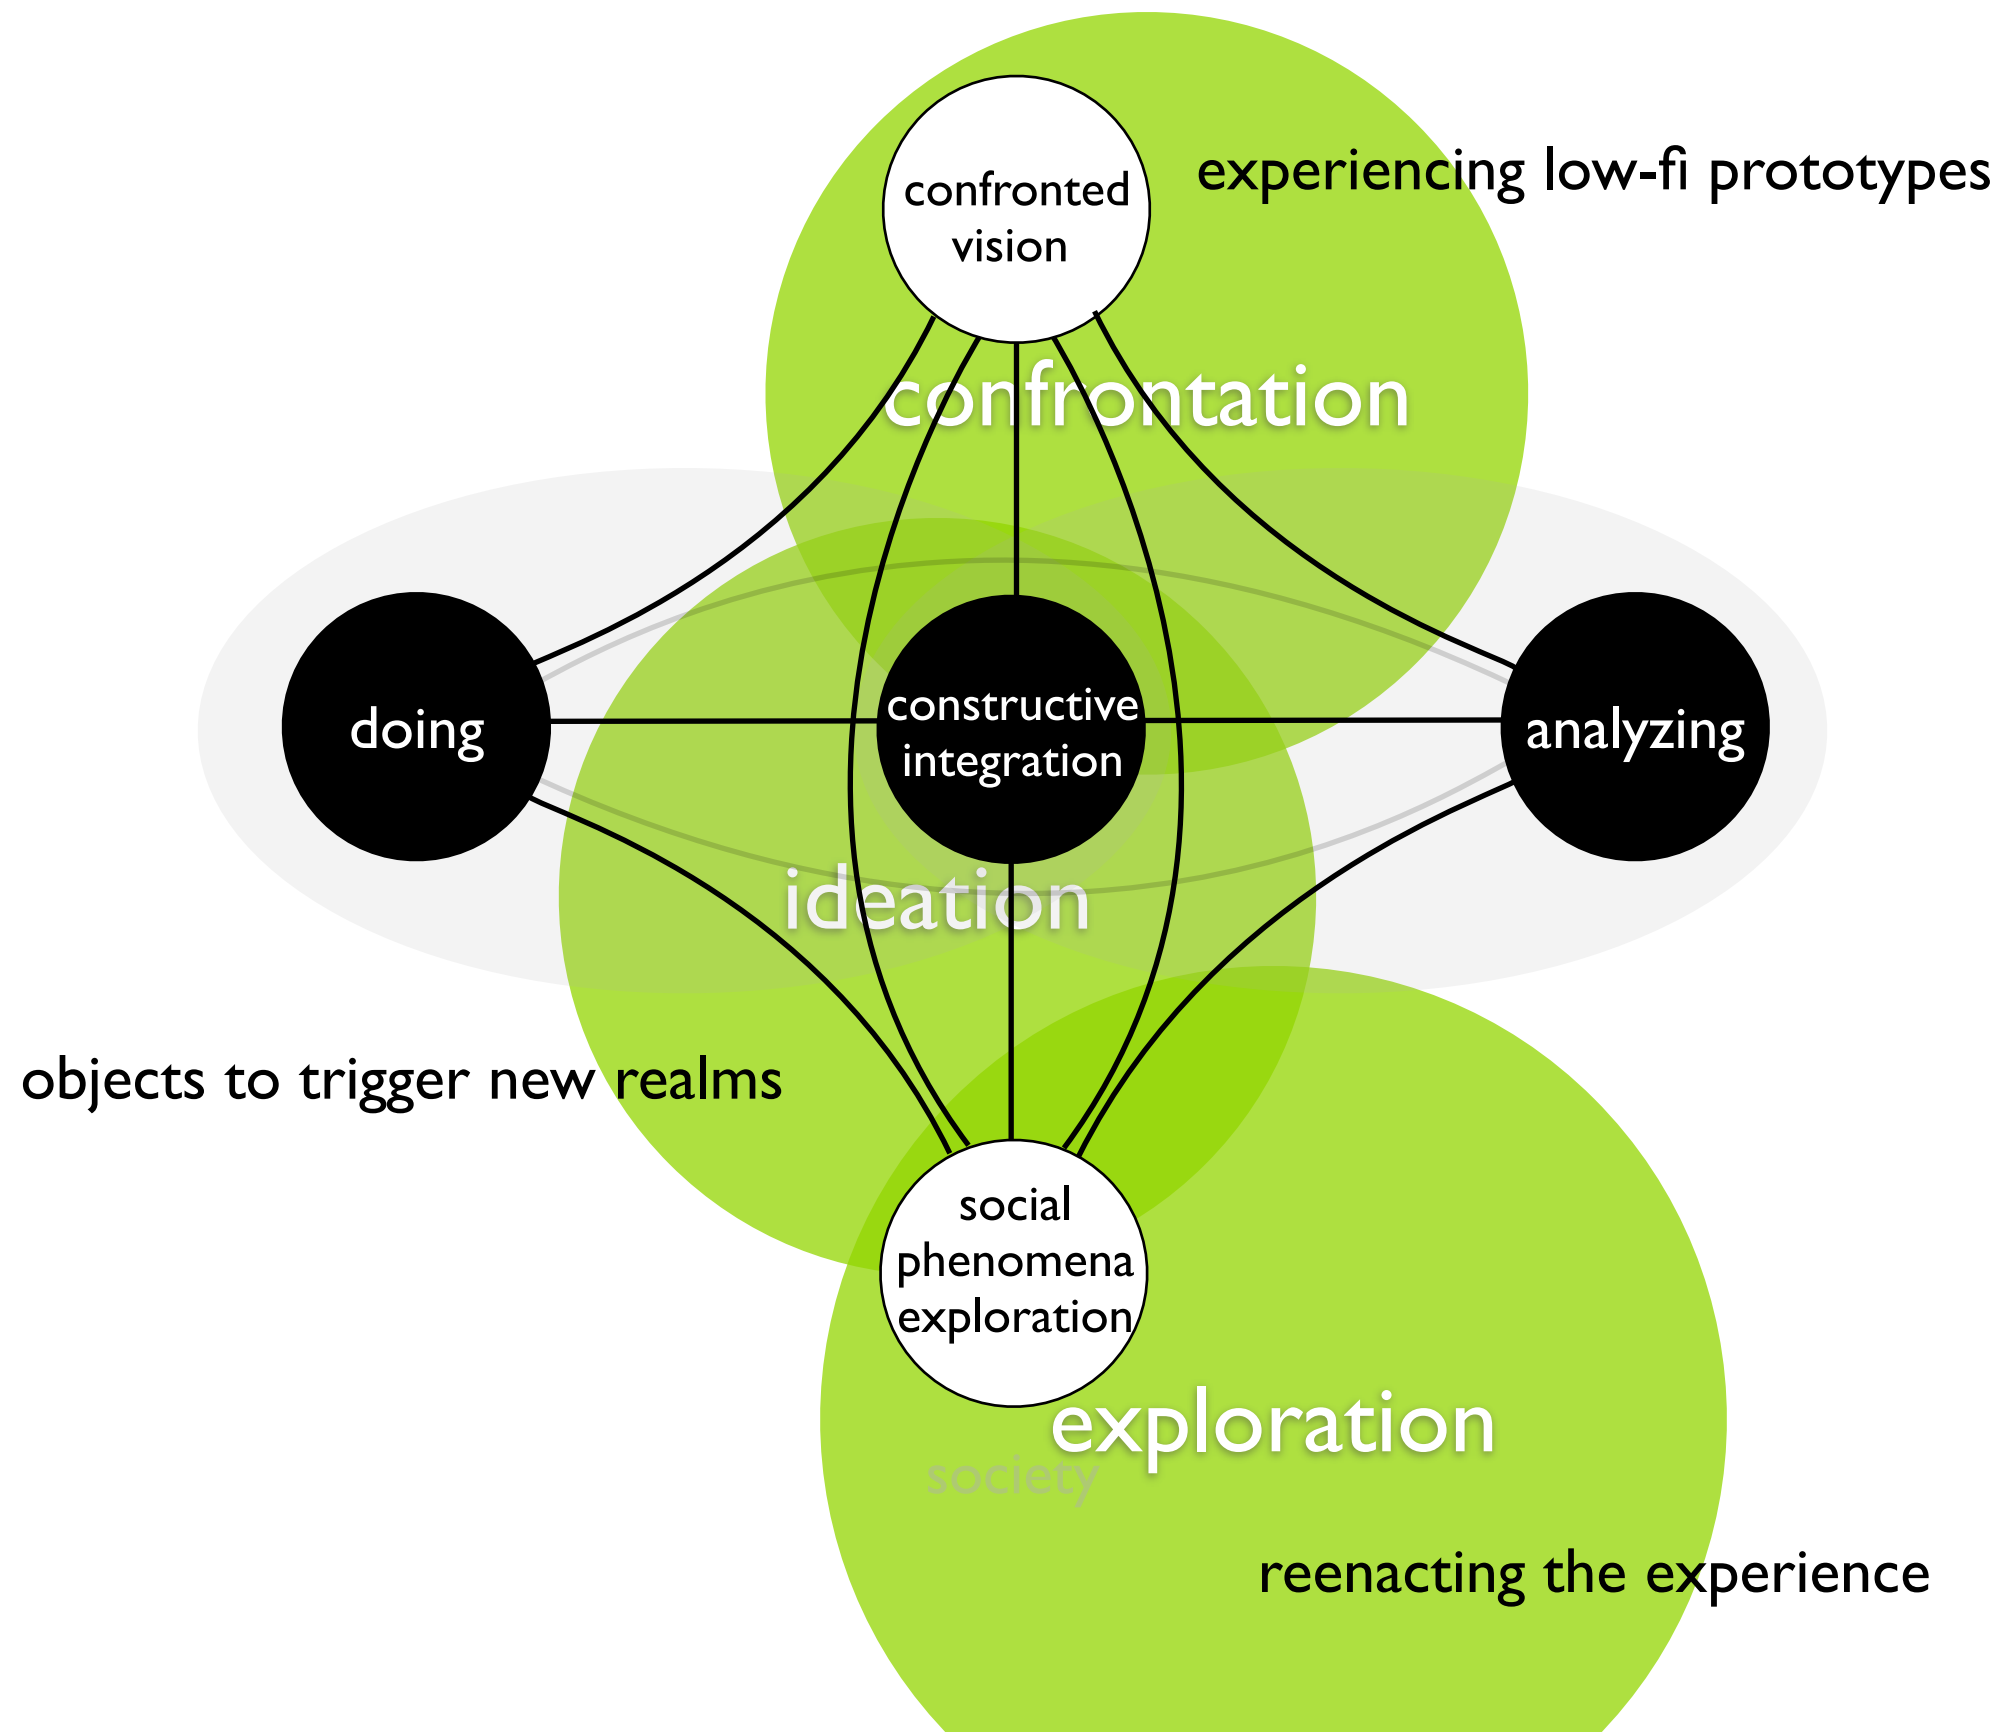 confronted
vision
experiencing low-fi prototypes
confrontation
doing
constructive
integration
analyzing
ideation
objects to trigger new realms
social
phenomena
exploration
exploration
society
reenacting the experience